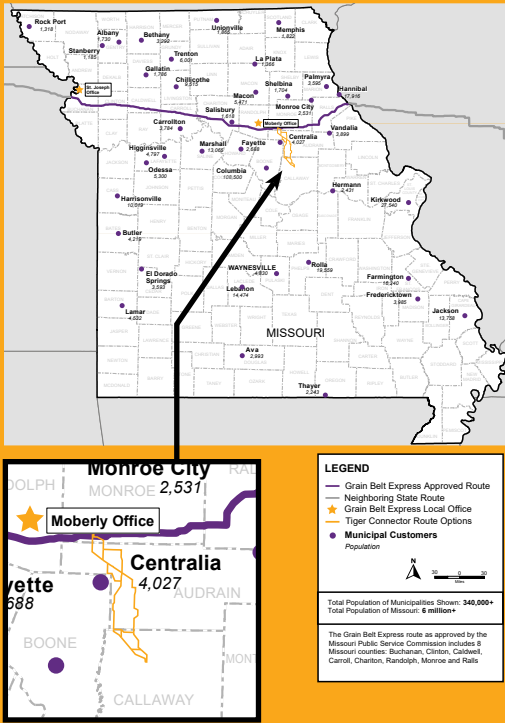 Rock Port
1,318
Albany
1,730
Stanberry
1,185
Bethany
3,292
Unionville
1,865
Memphis
1,822
Trenton
6,001
Gallatin
1,786
Chillicothe
9,515
La Plata
1,366
Macon
5,471
Shelbina
1,704
Palmyra
3,595
Hannibal
17,916
Monroe City
2,531
St. Joseph
Office
Moberly Office
Salisbury
1,618
Carrollton
3,784
Higginsville
4,797
Odessa
5,300
Marshall
13,065
Fayette
2,688
Centralia
4,027
Vandalia
3,899
Columbia
108,500
Hermann
2,431
Kirkwood
27,540
Harrisonville
10,019
Butler
4,219
El Dorado
Springs
3,593
WAYNESVILLE
4,830
Rolla
19,559
Lebanon
14,474
Farmington
16,240
Fredericktown
3,985
Jackson
13,758
Lamar
4,532
MISSOURI
Ava
2,993
Thayer
2,243
Monroe City
2,531
DOLPH
MONROE
RAL
Moberly Office
Centralia
4,027
yette
688
AUDRAIN
BOONE
MONT
CALLAWAY
LEGEND
Grain Belt Express Approved Route
Neighboring State Route
Grain Belt Express Local Office
Tiger Connector Route Options
Municipal Customers
Population
N
30 0 30
Miles
Total Population of Municipalities Shown: 340,000+
Total Population of Missouri: 6 million+
The Grain Belt Express route as approved by the
Missouri Public Service Commission includes 8
Missouri counties: Buchanan, Clinton, Caldwell,
Carroll, Chariton, Randolph, Monroe and Ralls